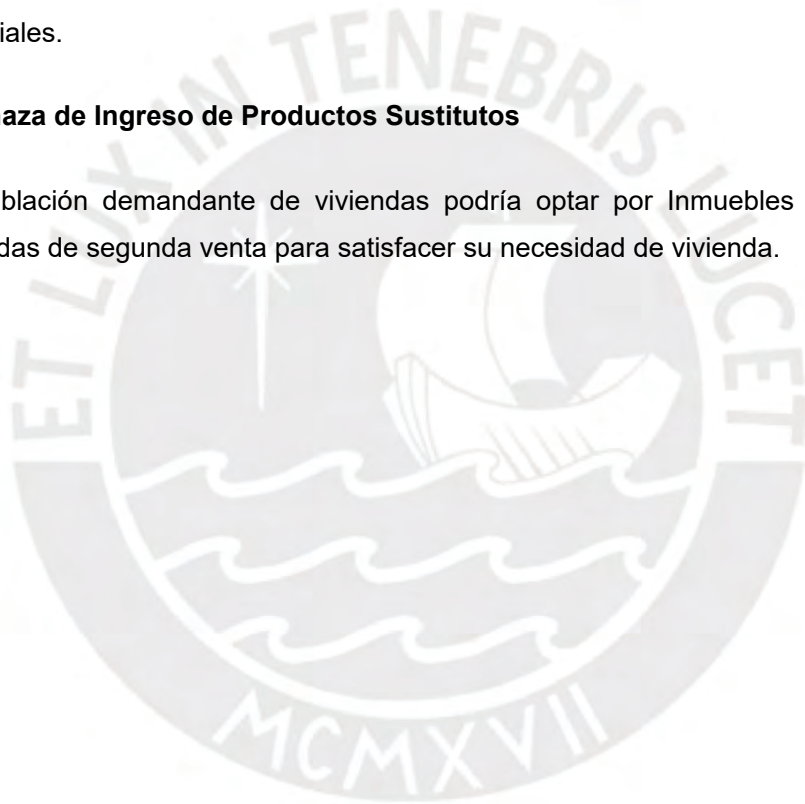 iales.
aza de Ingreso de Productos Sustitutos
blación demandante de viviendas podría optar por Inmuebles
das de segunda venta para satisfacer su necesidad de vivienda.
ET LUX IN TENEBRIS LUCET
MCMXVII